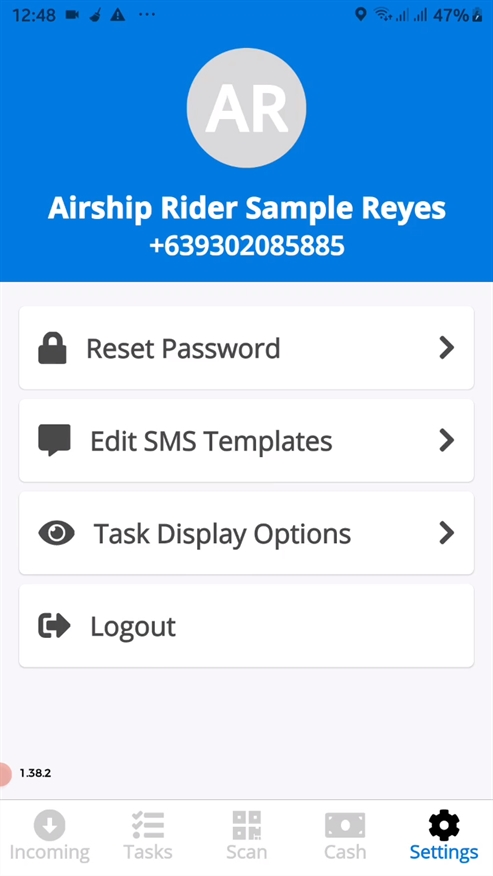 12:48 47%
AR
Airship Rider Sample Reyes
+639302085885
Reset Password
Edit SMS Templates
Task Display Options
Logout
1.38.2
Incoming Tasks Scan Cash Settings